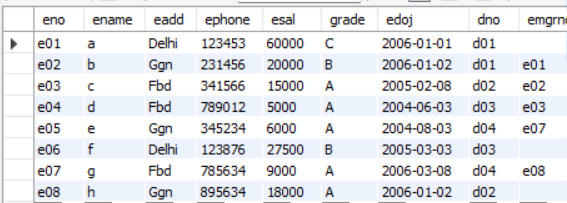 eno ename eadd ephone esal grade edoj dno emgrno
e01 a Delhi 123453 60000 C 2006-01-01 d01
e02 b Ggn 231456 20000 B 2006-01-02 d01 e01
e03 c Fbd 341566 15000 A 2005-02-08 d02 e02
e04 d Fbd 789012 5000 A 2004-06-03 d03 e03
e05 e Ggn 345234 6000 A 2004-08-03 d04 e07
e06 f Delhi 123876 27500 B 2005-03-03 d03
e07 g Fbd 785634 9000 A 2006-03-08 d04 e08
e08 h Ggn 895634 18000 A 2006-01-02 d02